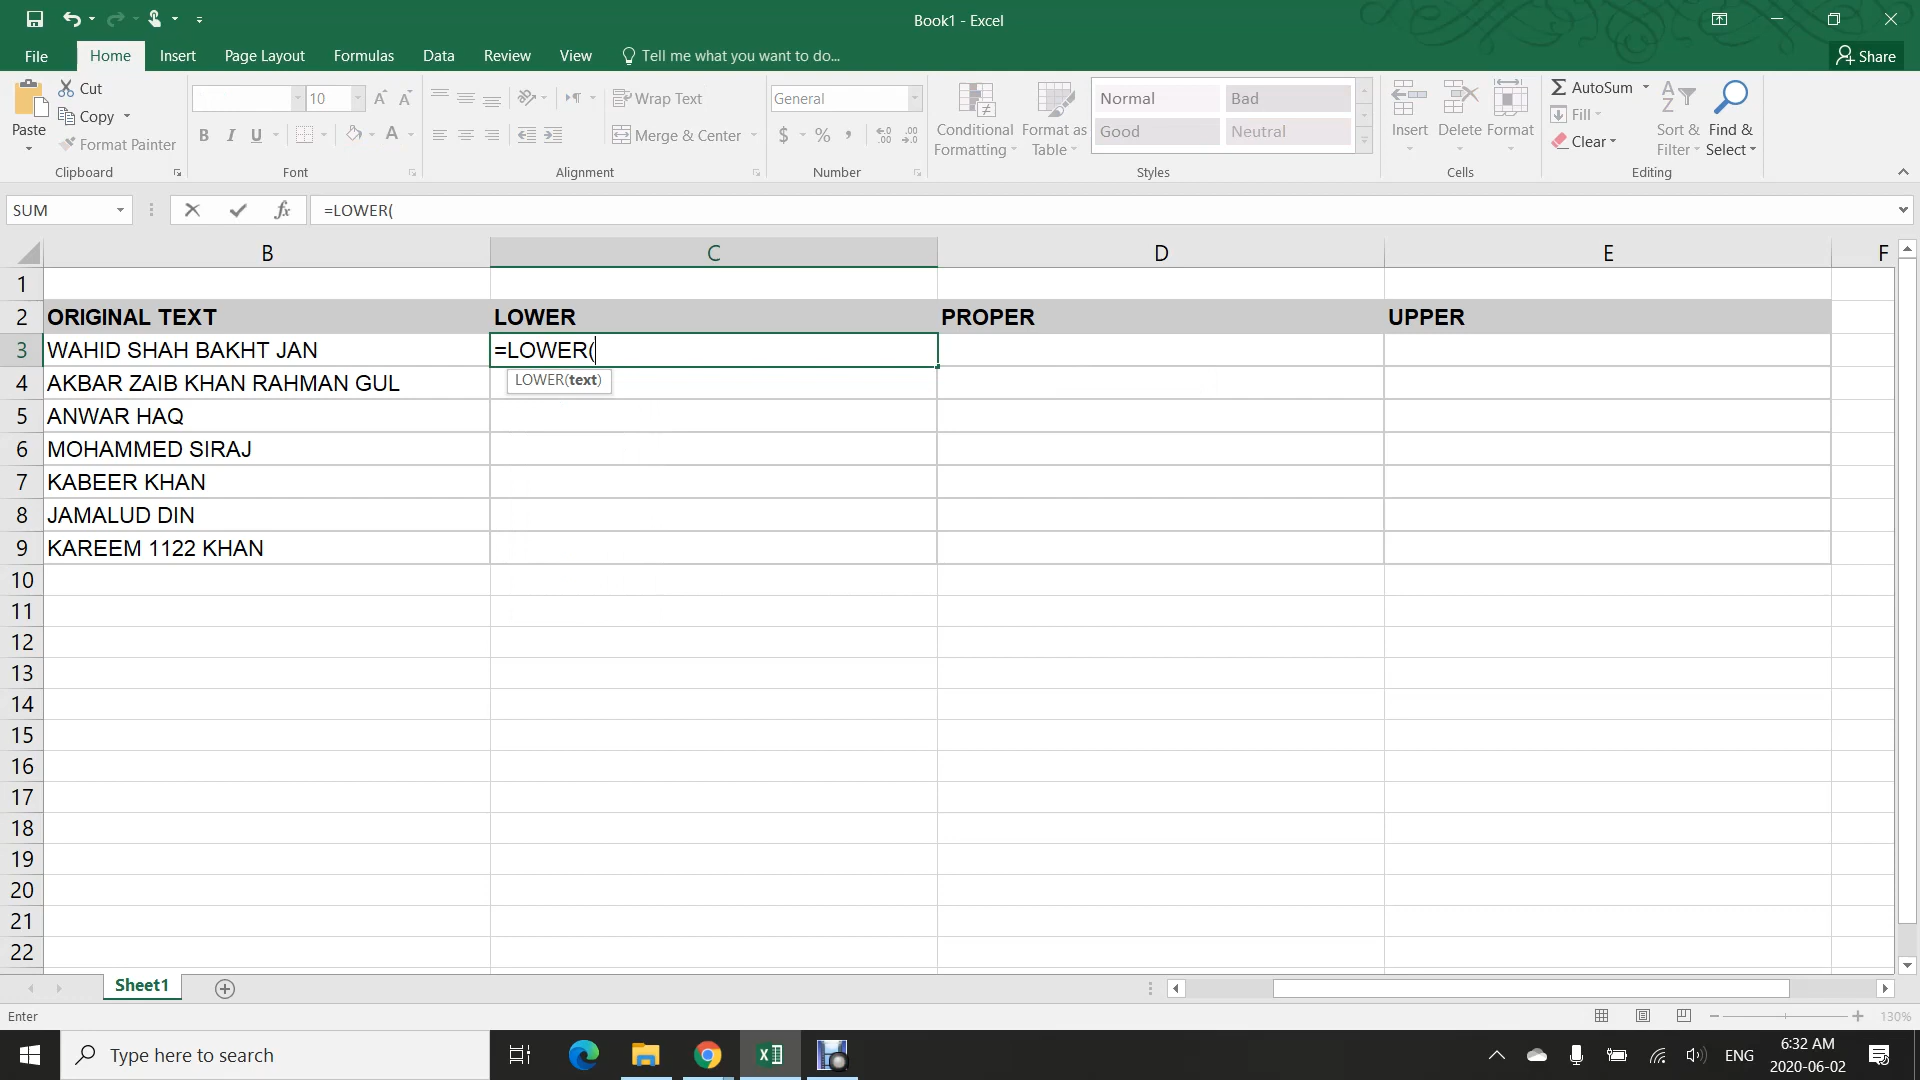 Book1 - Excel
File Home Insert Page Layout Formulas Data Review View Tell me what you want to do... Share
Paste
Cut
Copy
Format Painter
Clipboard
10
B I U A
Font
Wrap Text
Merge & Center
Alignment
General
$ % ,
Number
Conditional Formatting
Format as Table
Normal Bad
Good Neutral
Styles
Insert Delete Format
Cells
AutoSum
Fill
Clear
Sort & Filter
Find & Select
Editing
SUM fx =LOWER(
B C D E F
1
2 ORIGINAL TEXT LOWER PROPER UPPER
3 WAHID SHAH BAKHT JAN =LOWER(
LOWER(text)
4 AKBAR ZAIB KHAN RAHMAN GUL
5 ANWAR HAQ
6 MOHAMMED SIRAJ
7 KABEER KHAN
8 JAMALUD DIN
9 KAREEM 1122 KHAN
10
11
12
13
14
15
16
17
18
19
20
21
22
Sheet1
Enter 130%
Type here to search ENG 6:32 AM
2020-06-02